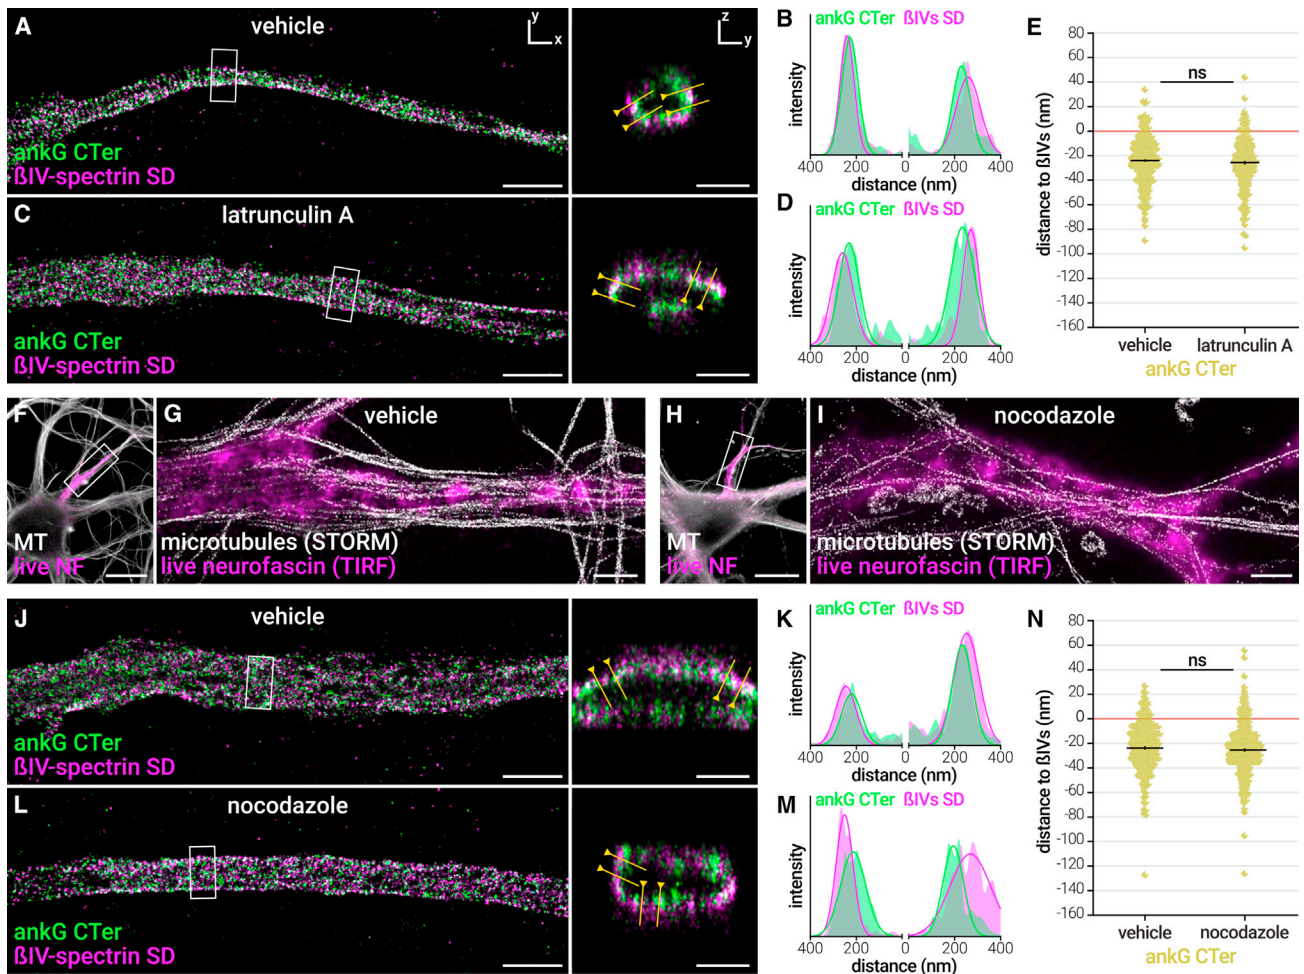 A
vehicle
y
x
z
y
ankG CTer
ßIV-spectrin SD
B
ankG CTer ßIVs SD
intensity
400 200 0 200 400
distance (nm)
C
latrunculin A
ankG CTer
ßIV-spectrin SD
D
ankG CTer ßIVs SD
intensity
400 200 0 200 400
distance (nm)
E
distance to ßIVs (nm)
80
60
40
20
0
-20
-40
-60
-80
-100
-120
-140
-160
ns
vehicle latrunculin A
ankG CTer
F
MT
live NF
G
vehicle
microtubules (STORM)
live neurofascin (TIRF)
H
MT
live NF
I
nocodazole
microtubules (STORM)
live neurofascin (TIRF)
J
vehicle
ankG CTer
ßIV-spectrin SD
K
ankG CTer ßIVs SD
intensity
400 200 0 200 400
distance (nm)
L
nocodazole
ankG CTer
ßIV-spectrin SD
M
ankG CTer ßIVs SD
intensity
400 200 0 200 400
distance (nm)
N
distance to ßIVs (nm)
80
60
40
20
0
-20
-40
-60
-80
-100
-120
-140
-160
ns
vehicle nocodazole
ankG CTer